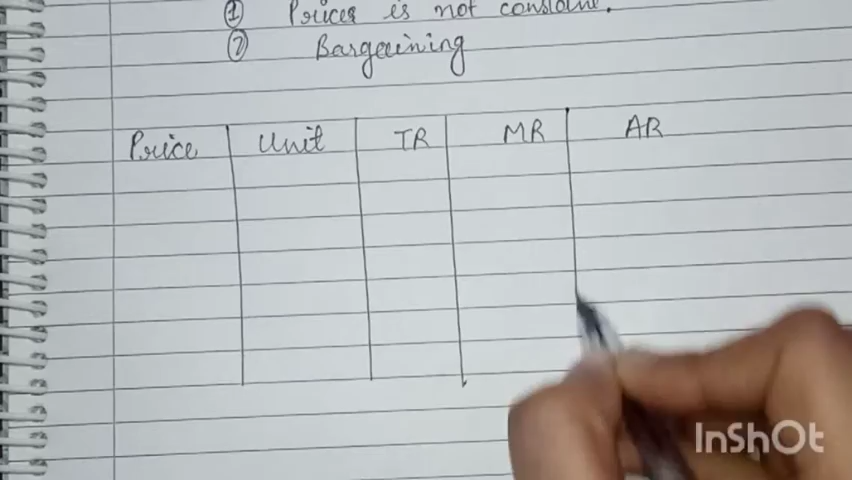 ① Prices is not constant.
② Bargaining
Price Unit TR MR AR
InShOt